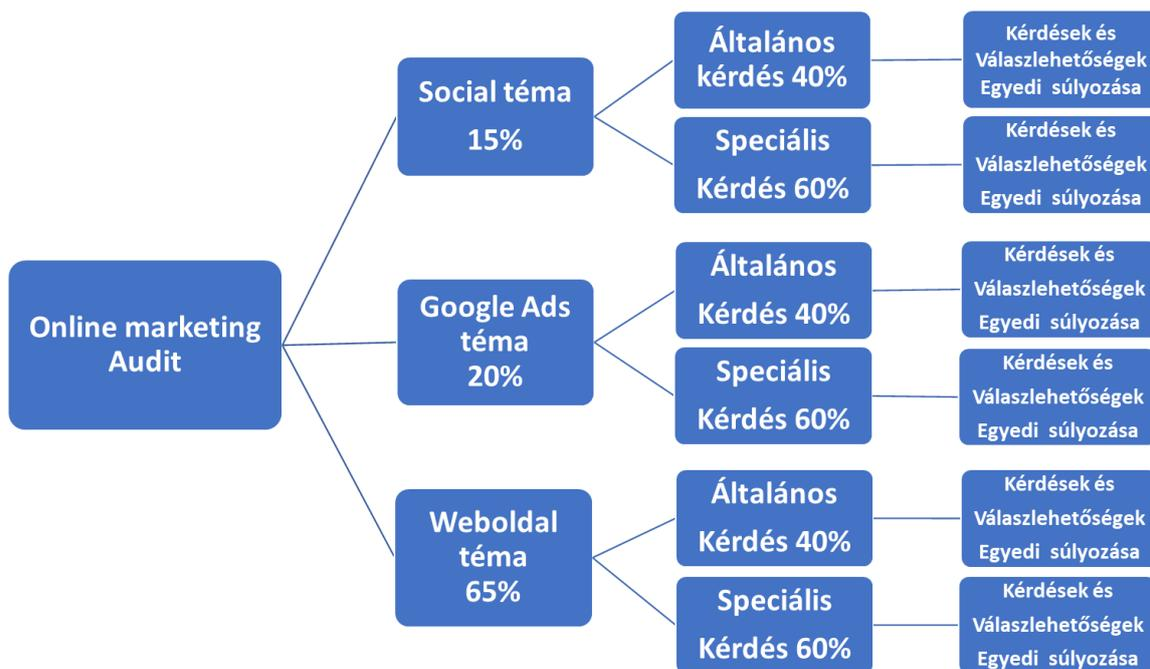 Online marketing
Audit
Social téma
15%
Általános
kérdés 40%
Kérdések és
Válaszlehetőségek
Egyedi súlyozása
Speciális
Kérdés 60%
Kérdések és
Válaszlehetőségek
Egyedi súlyozása
Google Ads
téma
20%
Általános
Kérdés 40%
Kérdések és
Válaszlehetőségek
Egyedi súlyozása
Speciális
Kérdés 60%
Kérdések és
Válaszlehetőségek
Egyedi súlyozása
Weboldal
téma
65%
Általános
Kérdés 40%
Kérdések és
Válaszlehetőségek
Egyedi súlyozása
Speciális
Kérdés 60%
Kérdések és
Válaszlehetőségek
Egyedi súlyozása